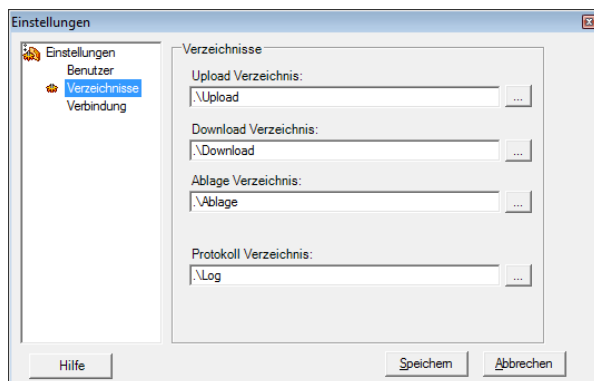 Einstellungen
Einstellungen
Benutzer
Verzeichnisse
Verbindung
Verzeichnisse
Upload Verzeichnis:
.\Upload
...
Download Verzeichnis:
.\Download
...
Ablage Verzeichnis:
.\Ablage
...
Protokoll Verzeichnis:
.\Log
...
Hilfe
Speichern
Abbrechen